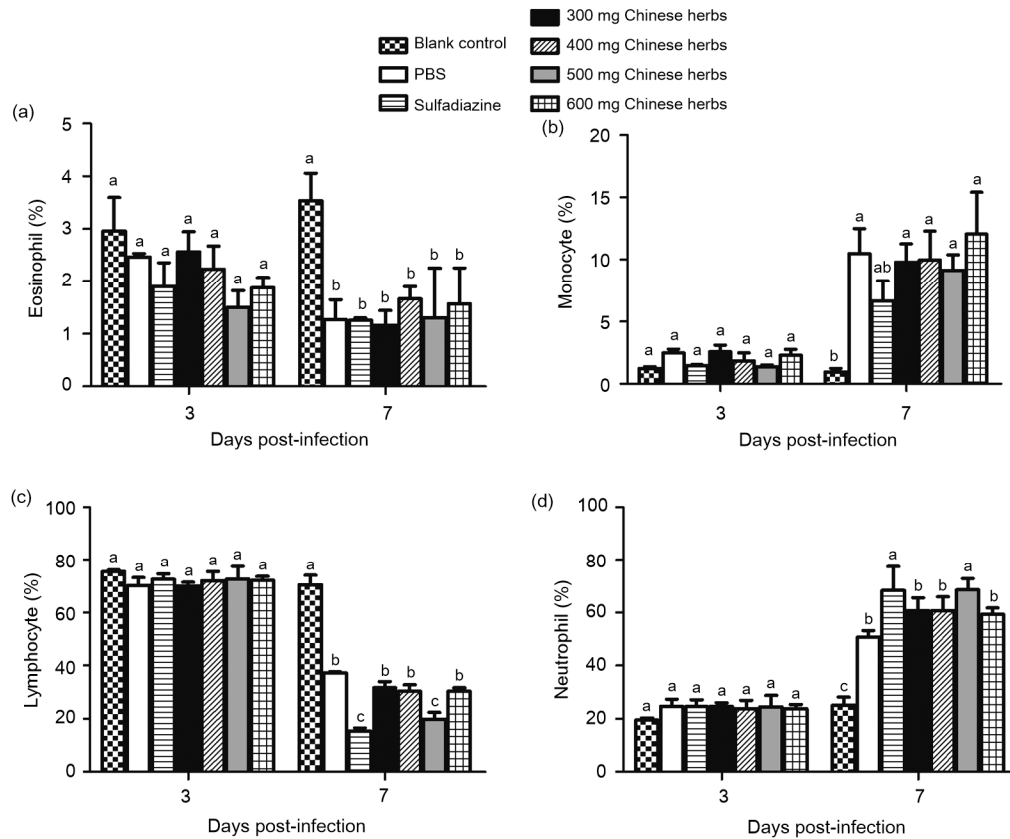 Blank control
PBS
Sulfadiazine
300 mg Chinese herbs
400 mg Chinese herbs
500 mg Chinese herbs
600 mg Chinese herbs
(a)
Eosinophil (%)
5
4
3
2
1
0
a a a a a a a
a b b b b b b
3 7
Days post-infection
(b)
Monocyte (%)
20
15
10
5
0
a a a a a a a
b a ab a a a a
3 7
Days post-infection
(c)
Lymphocyte (%)
100
80
60
40
20
0
a a a a a a a
a b c b b c b
3 7
Days post-infection
(d)
Neutrophil (%)
100
80
60
40
20
0
a a a a a a a
c b a b b a b
3 7
Days post-infection